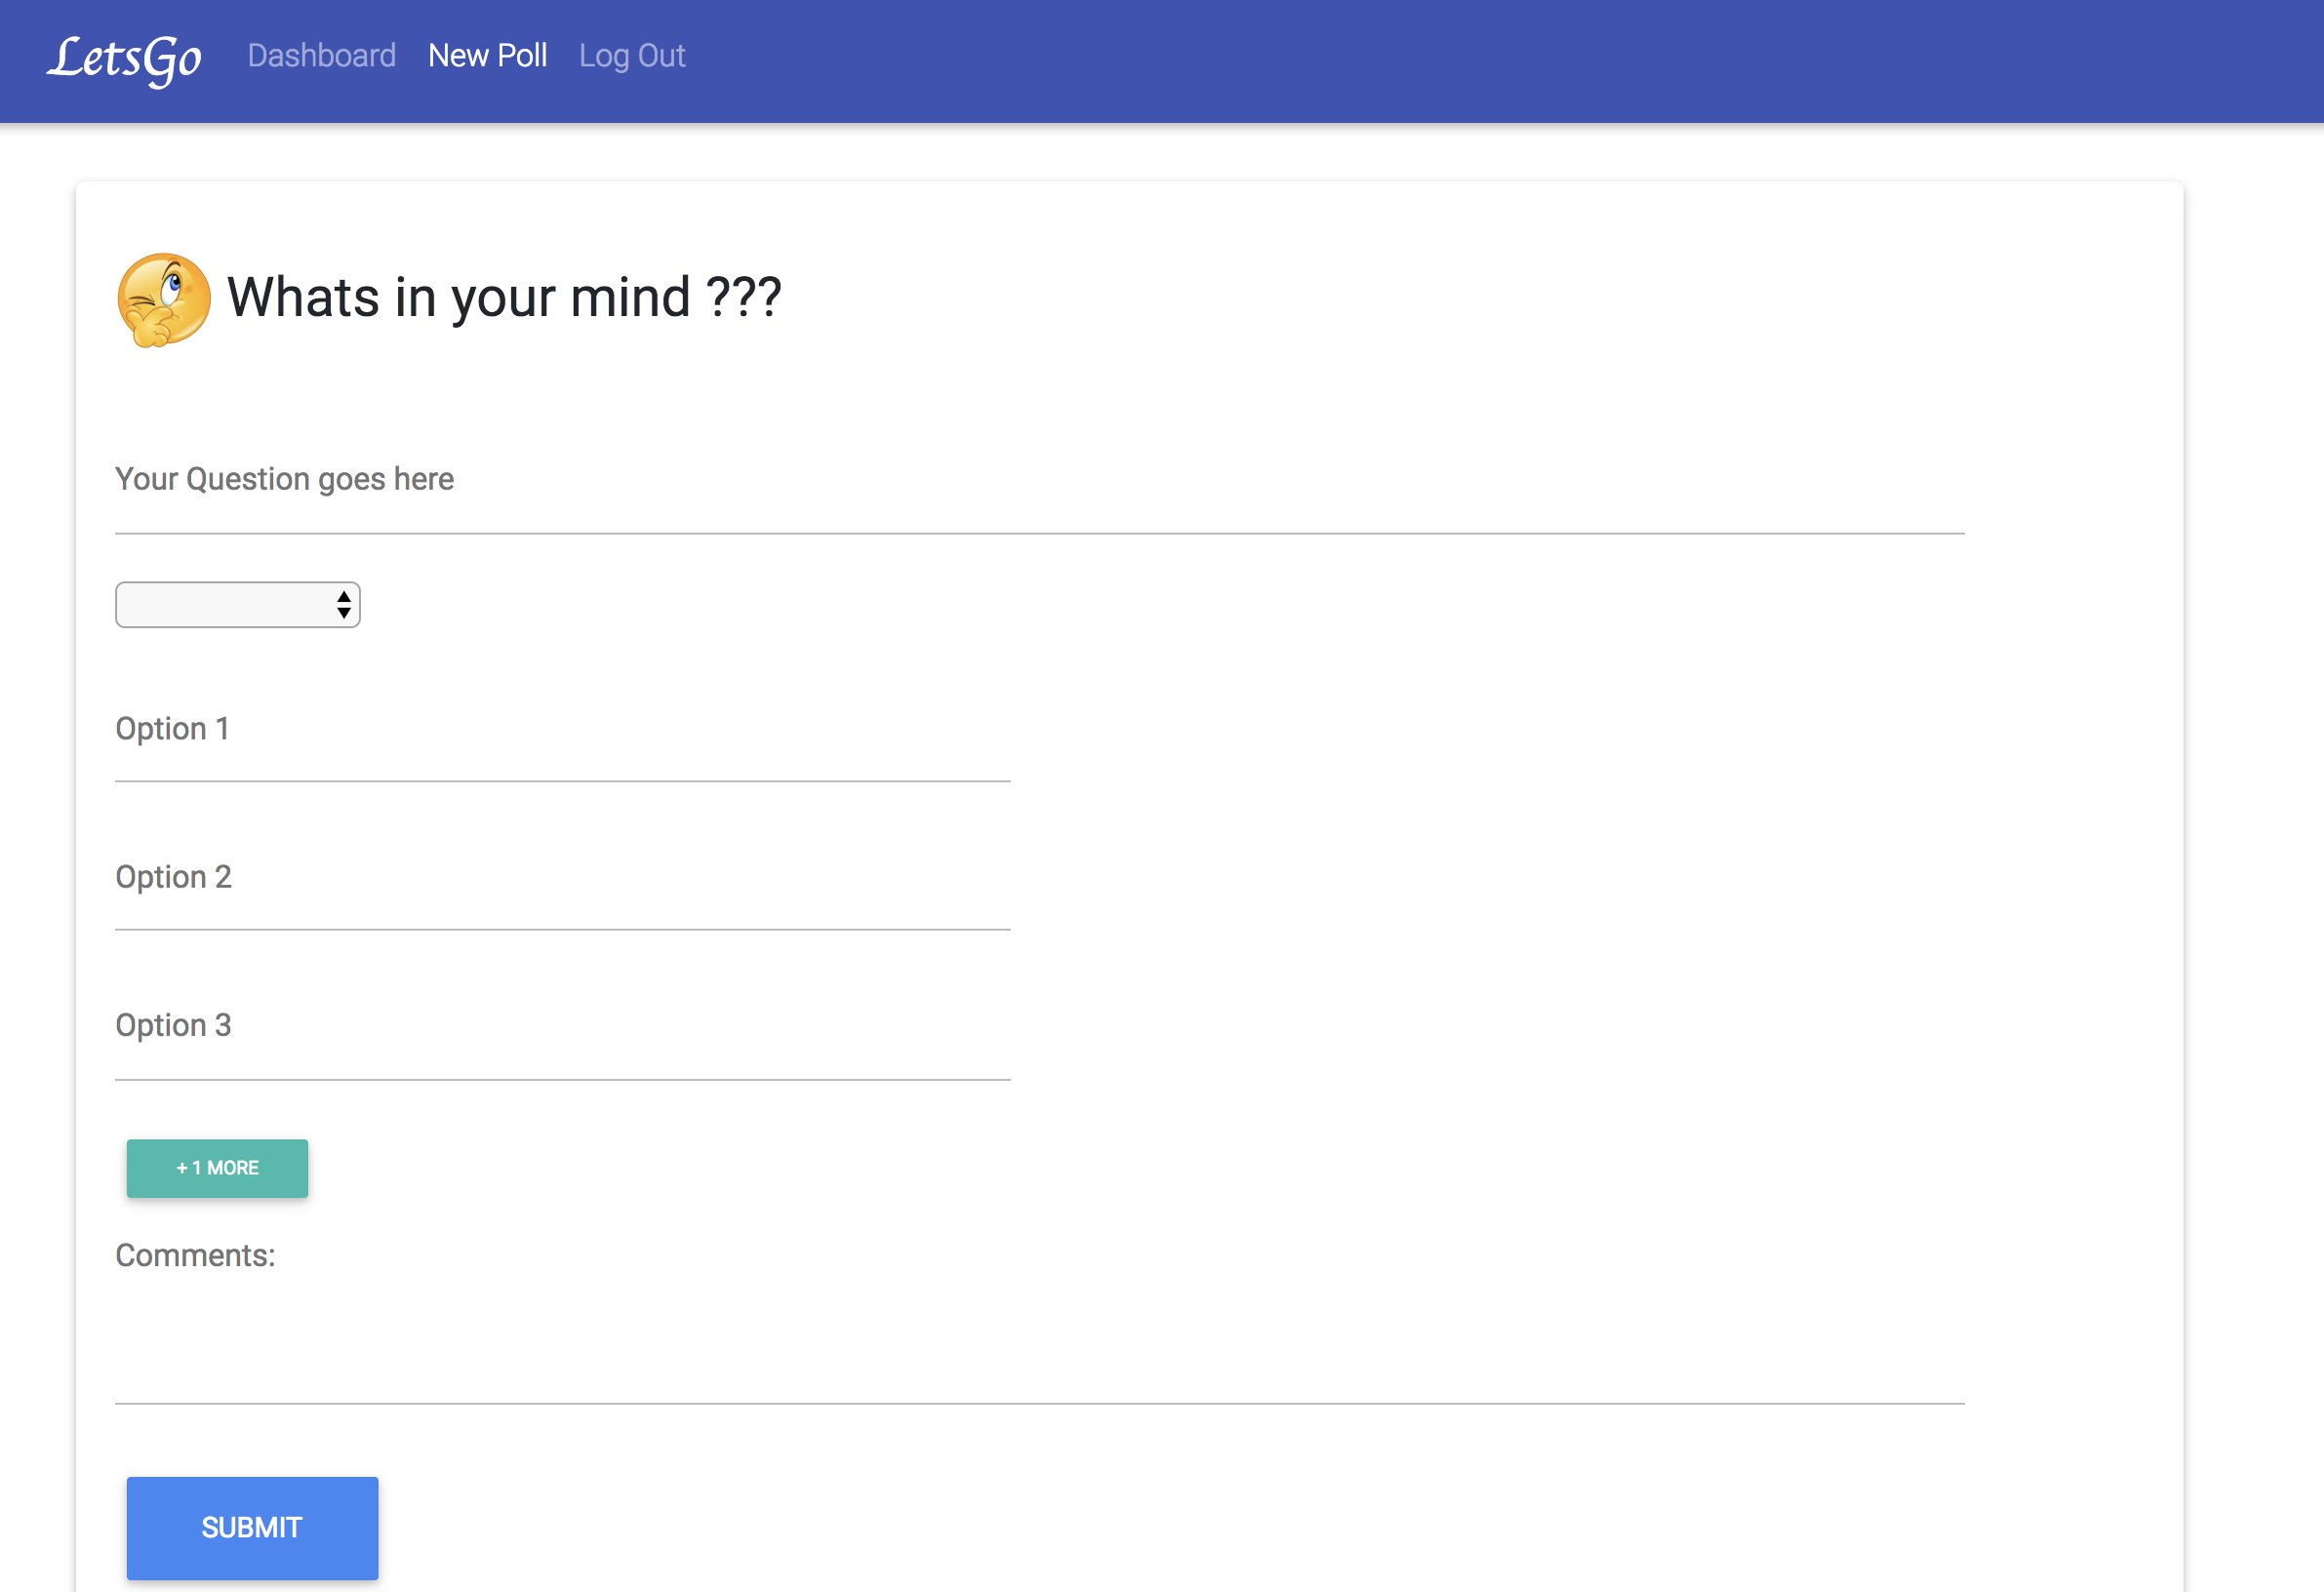 LetsGo Dashboard New Poll Log Out
Whats in your mind ???
Your Question goes here
Option 1
Option 2
Option 3
+ 1 MORE
Comments:
SUBMIT